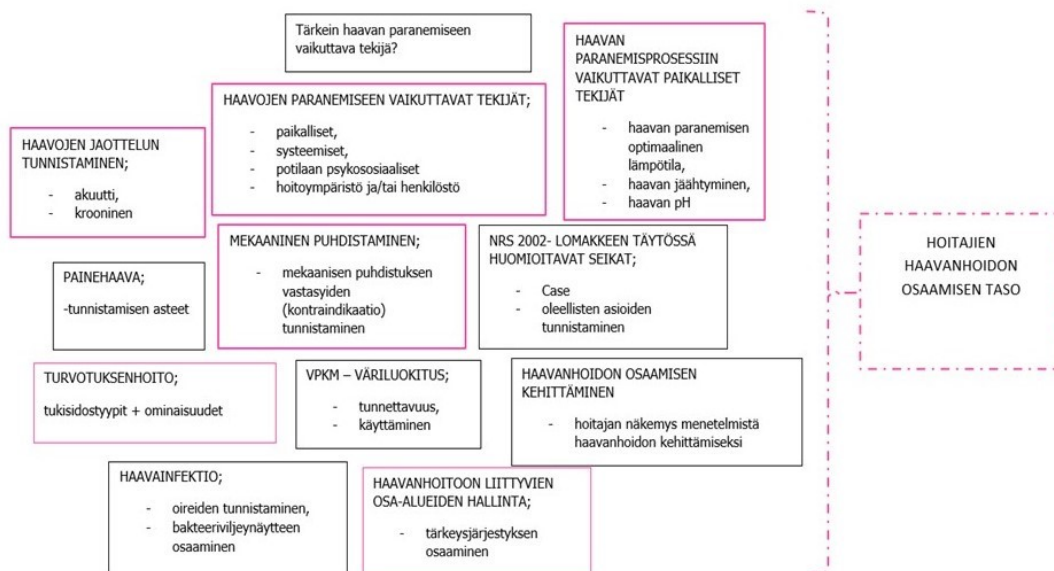 Tärkein haavan paranemiseen
vaikuttava tekijä?
HAAVAN
PARANEMISPROSESSIIN
VAIKUTTAVAT PAIKALLISET
TEKIJÄT
- haavan paranemisen
optimaalinen
lämpötila,
- haavan jäähtyminen,
- haavan pH
HAAVOJEN PARANEMISEEN VAIKUTTAVAT TEKIJÄT;
- paikalliset,
- systeemiset,
- potilaan psykososiaaliset
- hoitoympäristö ja/tai henkilöstö
HAAVOJEN JAOTTELUN
TUNNISTAMINEN;
- akuutti,
- krooninen
MEKAANINEN PUHDISTAMINEN;
- mekaanisen puhdistuksen
vastasyiden
(kontraindikaatio)
tunnistaminen
NRS 2002- LOMAKKEEN TÄYTÖSSÄ
HUOMIOITAVAT SEIKAT;
- Case
- oleellisten asioiden
tunnistaminen
PAINEHAAVA;
-tunnistamisen asteet
HOITAJIEN
HAAVANHOIDON
OSAAMISEN TASO
TURVOTUKSENHOITO;
tukisidostyypit + ominaisuudet
VPKM – VÄRILUOKITUS;
- tunnettavuus,
- käyttäminen
HAAVANHOIDON OSAAMISEN
KEHITTÄMINEN
- hoitajan näkemys menetelmistä
haavanhoidon kehittämiseksi
HAAVAINFEKTIO;
- oireiden tunnistaminen,
- bakteeriviljeynäytteen
osaaminen
HAAVANHOITOON LIITTYVIEN
OSA-ALUEIDEN HALLINTA;
- tärkeysjärjestyksen
osaaminen